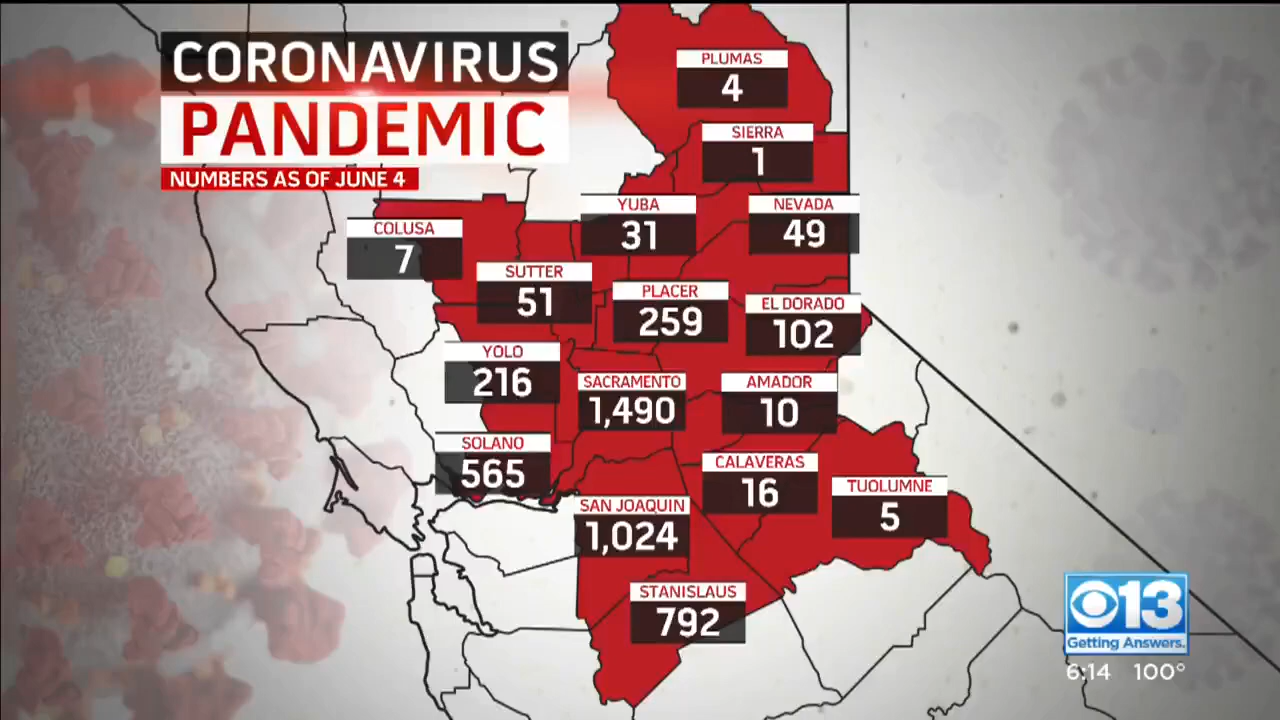 CORONAVIRUS
PANDEMIC
NUMBERS AS OF JUNE 4
PLUMAS
4
SIERRA
1
YUBA
31
NEVADA
49
COLUSA
7
SUTTER
51
PLACER
259
EL DORADO
102
YOLO
216
SACRAMENTO
1,490
AMADOR
10
SOLANO
565
CALAVERAS
16
TUOLUMNE
5
SAN JOAQUIN
1,024
STANISLAUS
792
13
Getting Answers.
6:14 100°